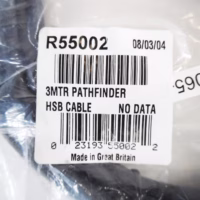 R55002 08/03/04
3MTR PATHFINDER
HSB CABLE NO DATA
0 23193 55002 2
Made in Great Britain
065